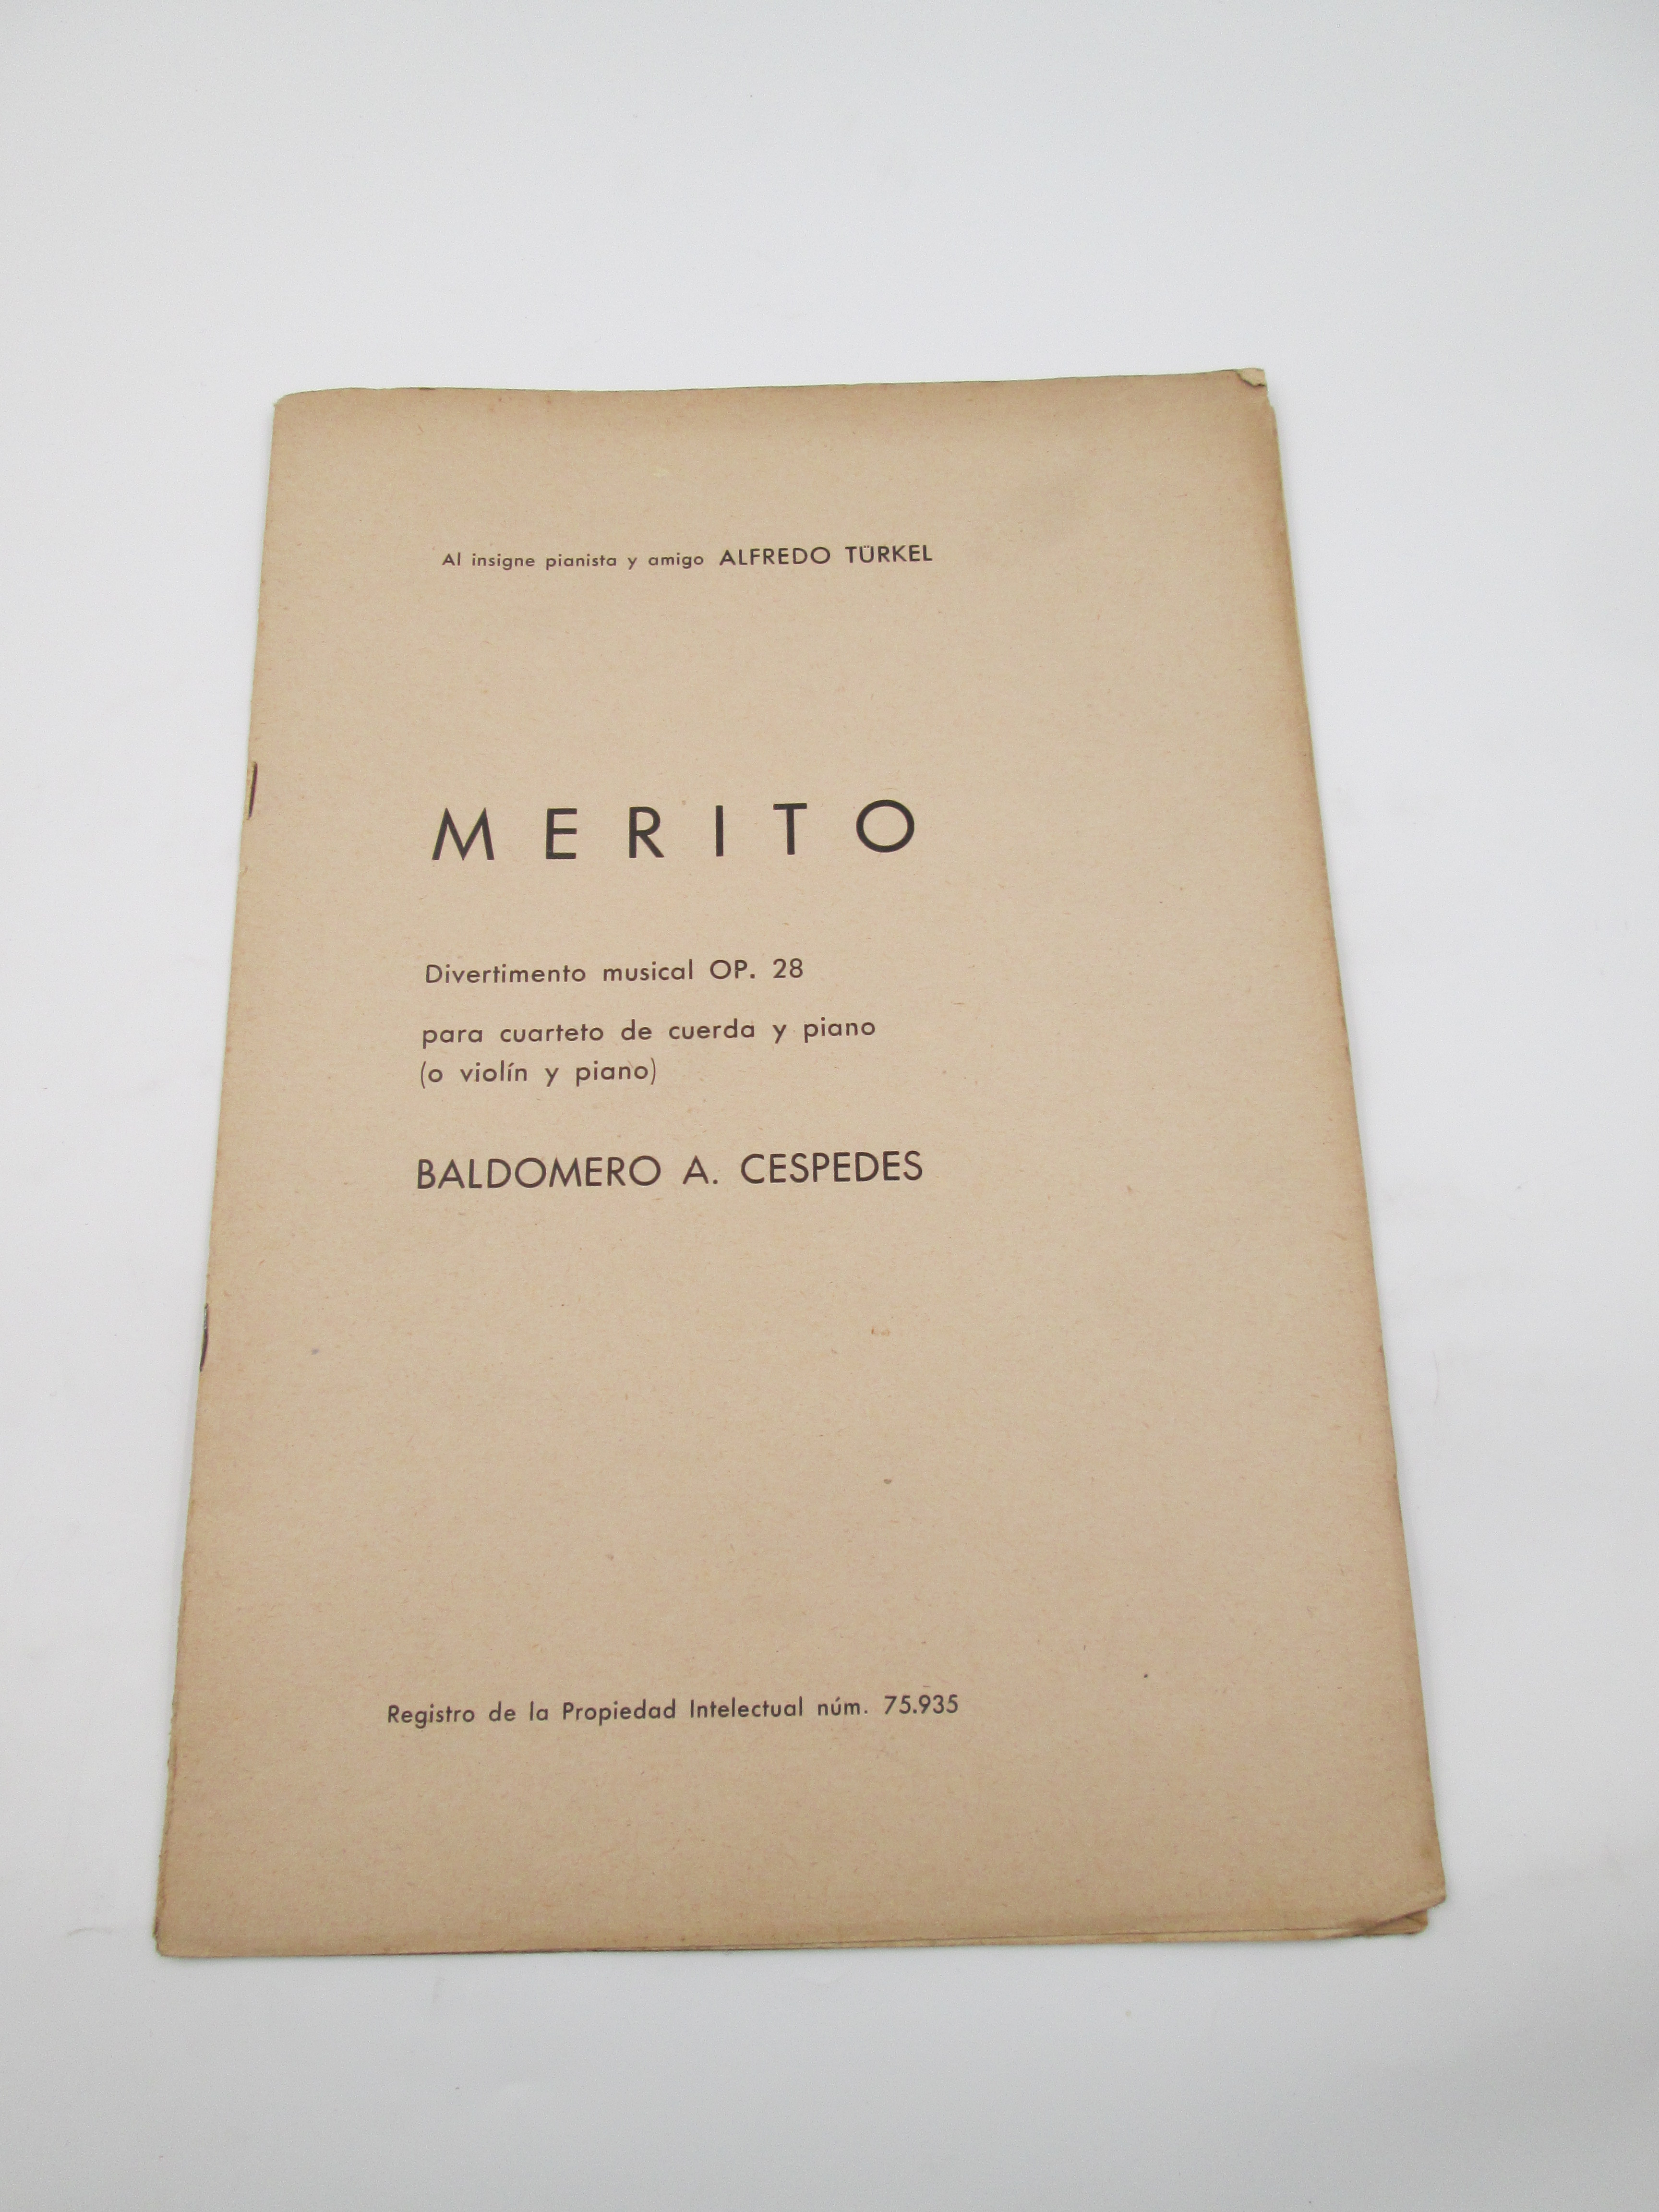 Al insigne pianista y amigo ALFREDO TÜRKEL
MERITO
Divertimento musical OP. 28
para cuarteto de cuerda y piano
(o violín y piano)
BALDOMERO A. CESPEDES
Registro de la Propiedad Intelectual núm. 75.935